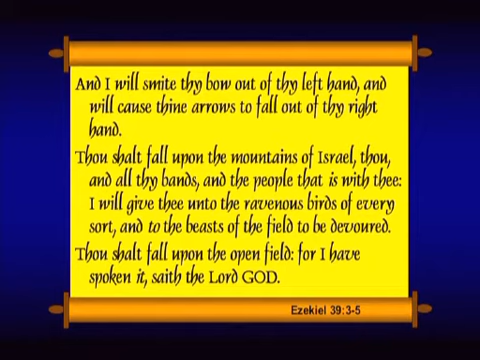 And I will smite thy bow out of thy left hand, and
will cause thine arrows to fall out of thy right
hand.
Thou shalt fall upon the mountains of Israel, thou,
and all thy bands, and the people that is with thee:
I will give thee unto the ravenous birds of every
sort, and to the beasts of the field to be devoured.
Thou shalt fall upon the open field: for I have
spoken it, saith the Lord GOD.
Ezekiel 39:3-5